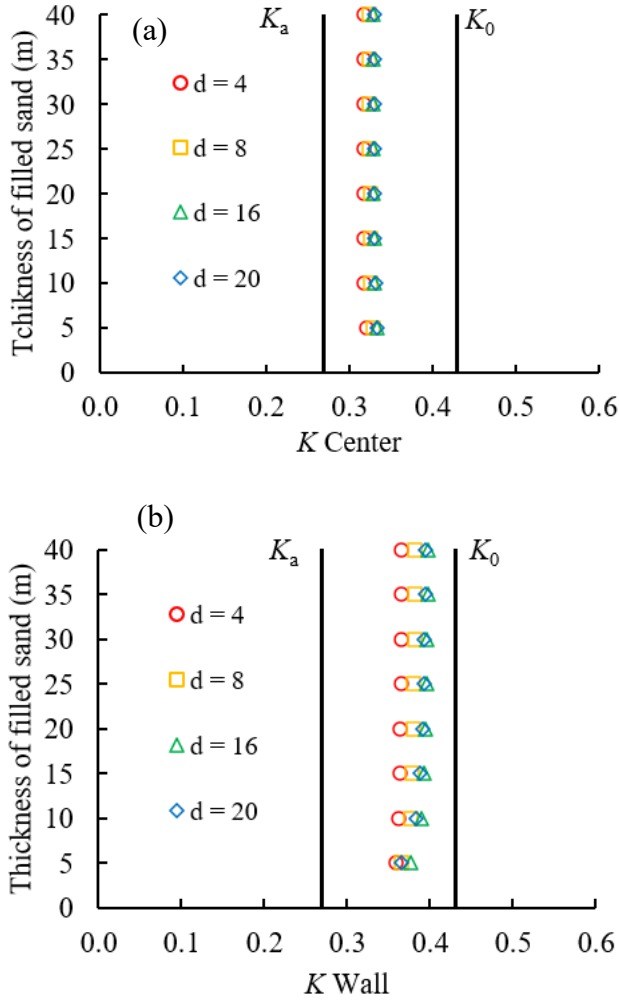 (a)
Kₐ
K₀
40
35
30
25
20
15
10
5
0
Tchikness of filled sand (m)
d = 4
d = 8
d = 16
d = 20
0.0 0.1 0.2 0.3 0.4 0.5 0.6
K Center
(b)
Kₐ
K₀
40
35
30
25
20
15
10
5
0
Thickness of filled sand (m)
d = 4
d = 8
d = 16
d = 20
0.0 0.1 0.2 0.3 0.4 0.5 0.6
K Wall